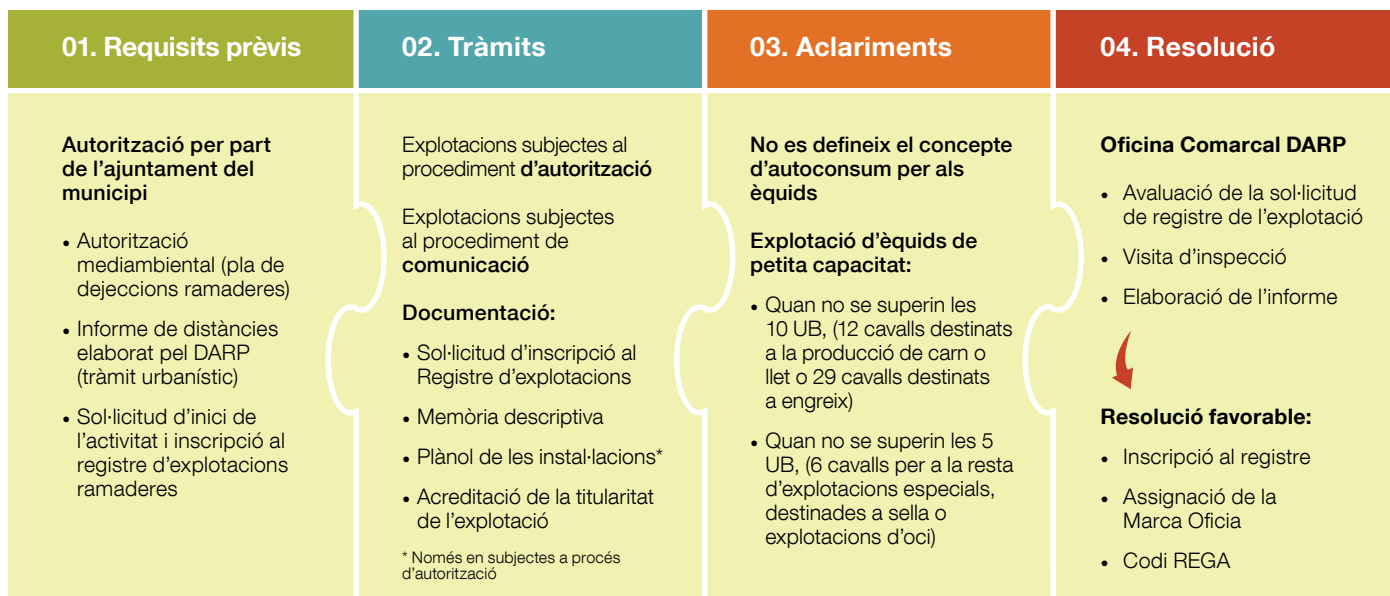 01. Requisits prèvis
Autorització per part
de l'ajuntament del
municipi
• Autorització
mediambiental (pla de
dejeccions ramaderes)
• Informe de distàncies
elaborat pel DARP
(tràmit urbanístic)
• Sol·licitud d'inici de
l'activitat i inscripció al
registre d'explotacions
ramaderes
02. Tràmits
Explotacions subjectes al
procediment d'autorització
Explotacions subjectes
al procediment de
comunicació
Documentació:
• Sol·licitud d'inscripció al
Registre d'explotacions
• Memòria descriptiva
• Plànol de les instal·lacions*
• Acreditació de la titularitat
de l'explotació
* Només en subjectes a procés
d'autorització
03. Aclariments
No es defineix el concepte
d'autoconsum per als
èquids
Explotació d'èquids de
petita capacitat:
• Quan no se superin les
10 UB, (12 cavalls destinats
a la producció de carn o
llet o 29 cavalls destinats
a engreix)
• Quan no se superin les 5
UB, (6 cavalls per a la resta
d'explotacions especials,
destinades a sella o
explotacions d'oci)
04. Resolució
Oficina Comarcal DARP
• Avaluació de la sol·licitud
de registre de l'explotació
• Visita d'inspecció
• Elaboració de l'informe
Resolució favorable:
• Inscripció al registre
• Assignació de la
Marca Oficia
• Codi REGA